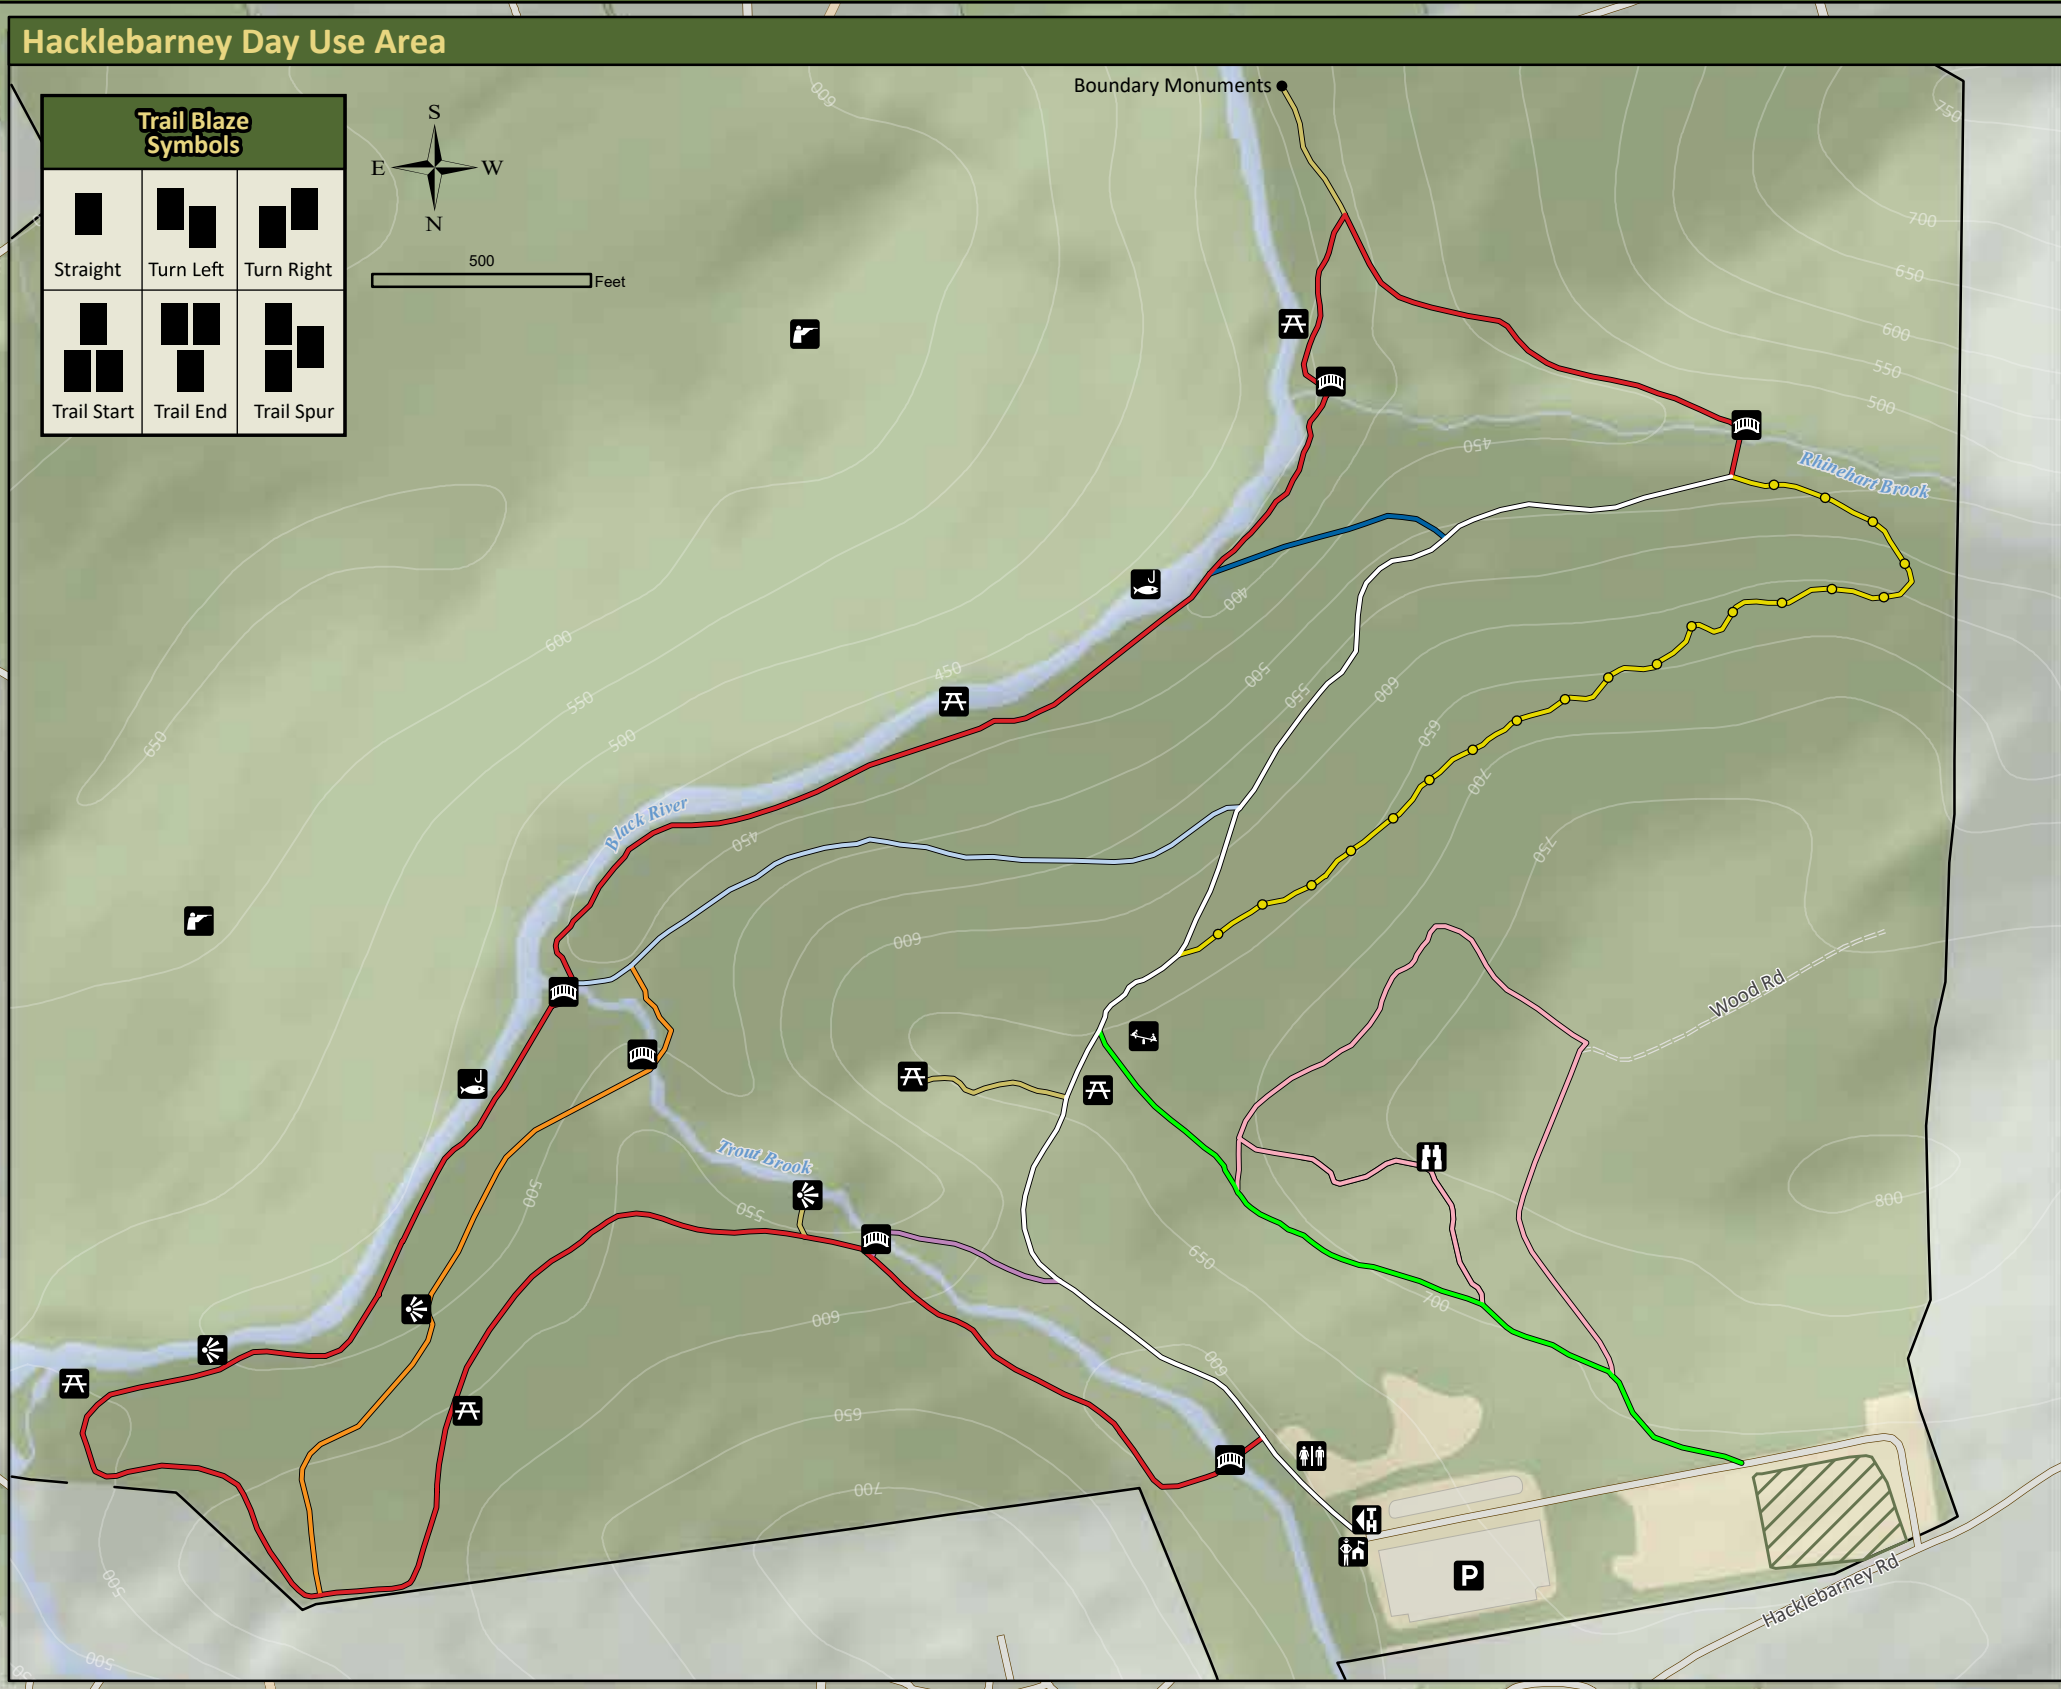 Hacklebarney Day Use Area
Boundary Monuments
Trail Blaze
Symbols
Straight
Turn Left
Turn Right
Trail Start
Trail End
Trail Spur
S
E
W
N
500
Feet
600
750
700
650
600
550
500
450
Rhinehart Brook
400
600
450
500
550
600
650
550
500
650
700
Black River
450
750
600
Wood Rd
Trout Brook
500
550
800
650
700
600
600
650
700
TH
P
Hacklebarney Rd
500
500